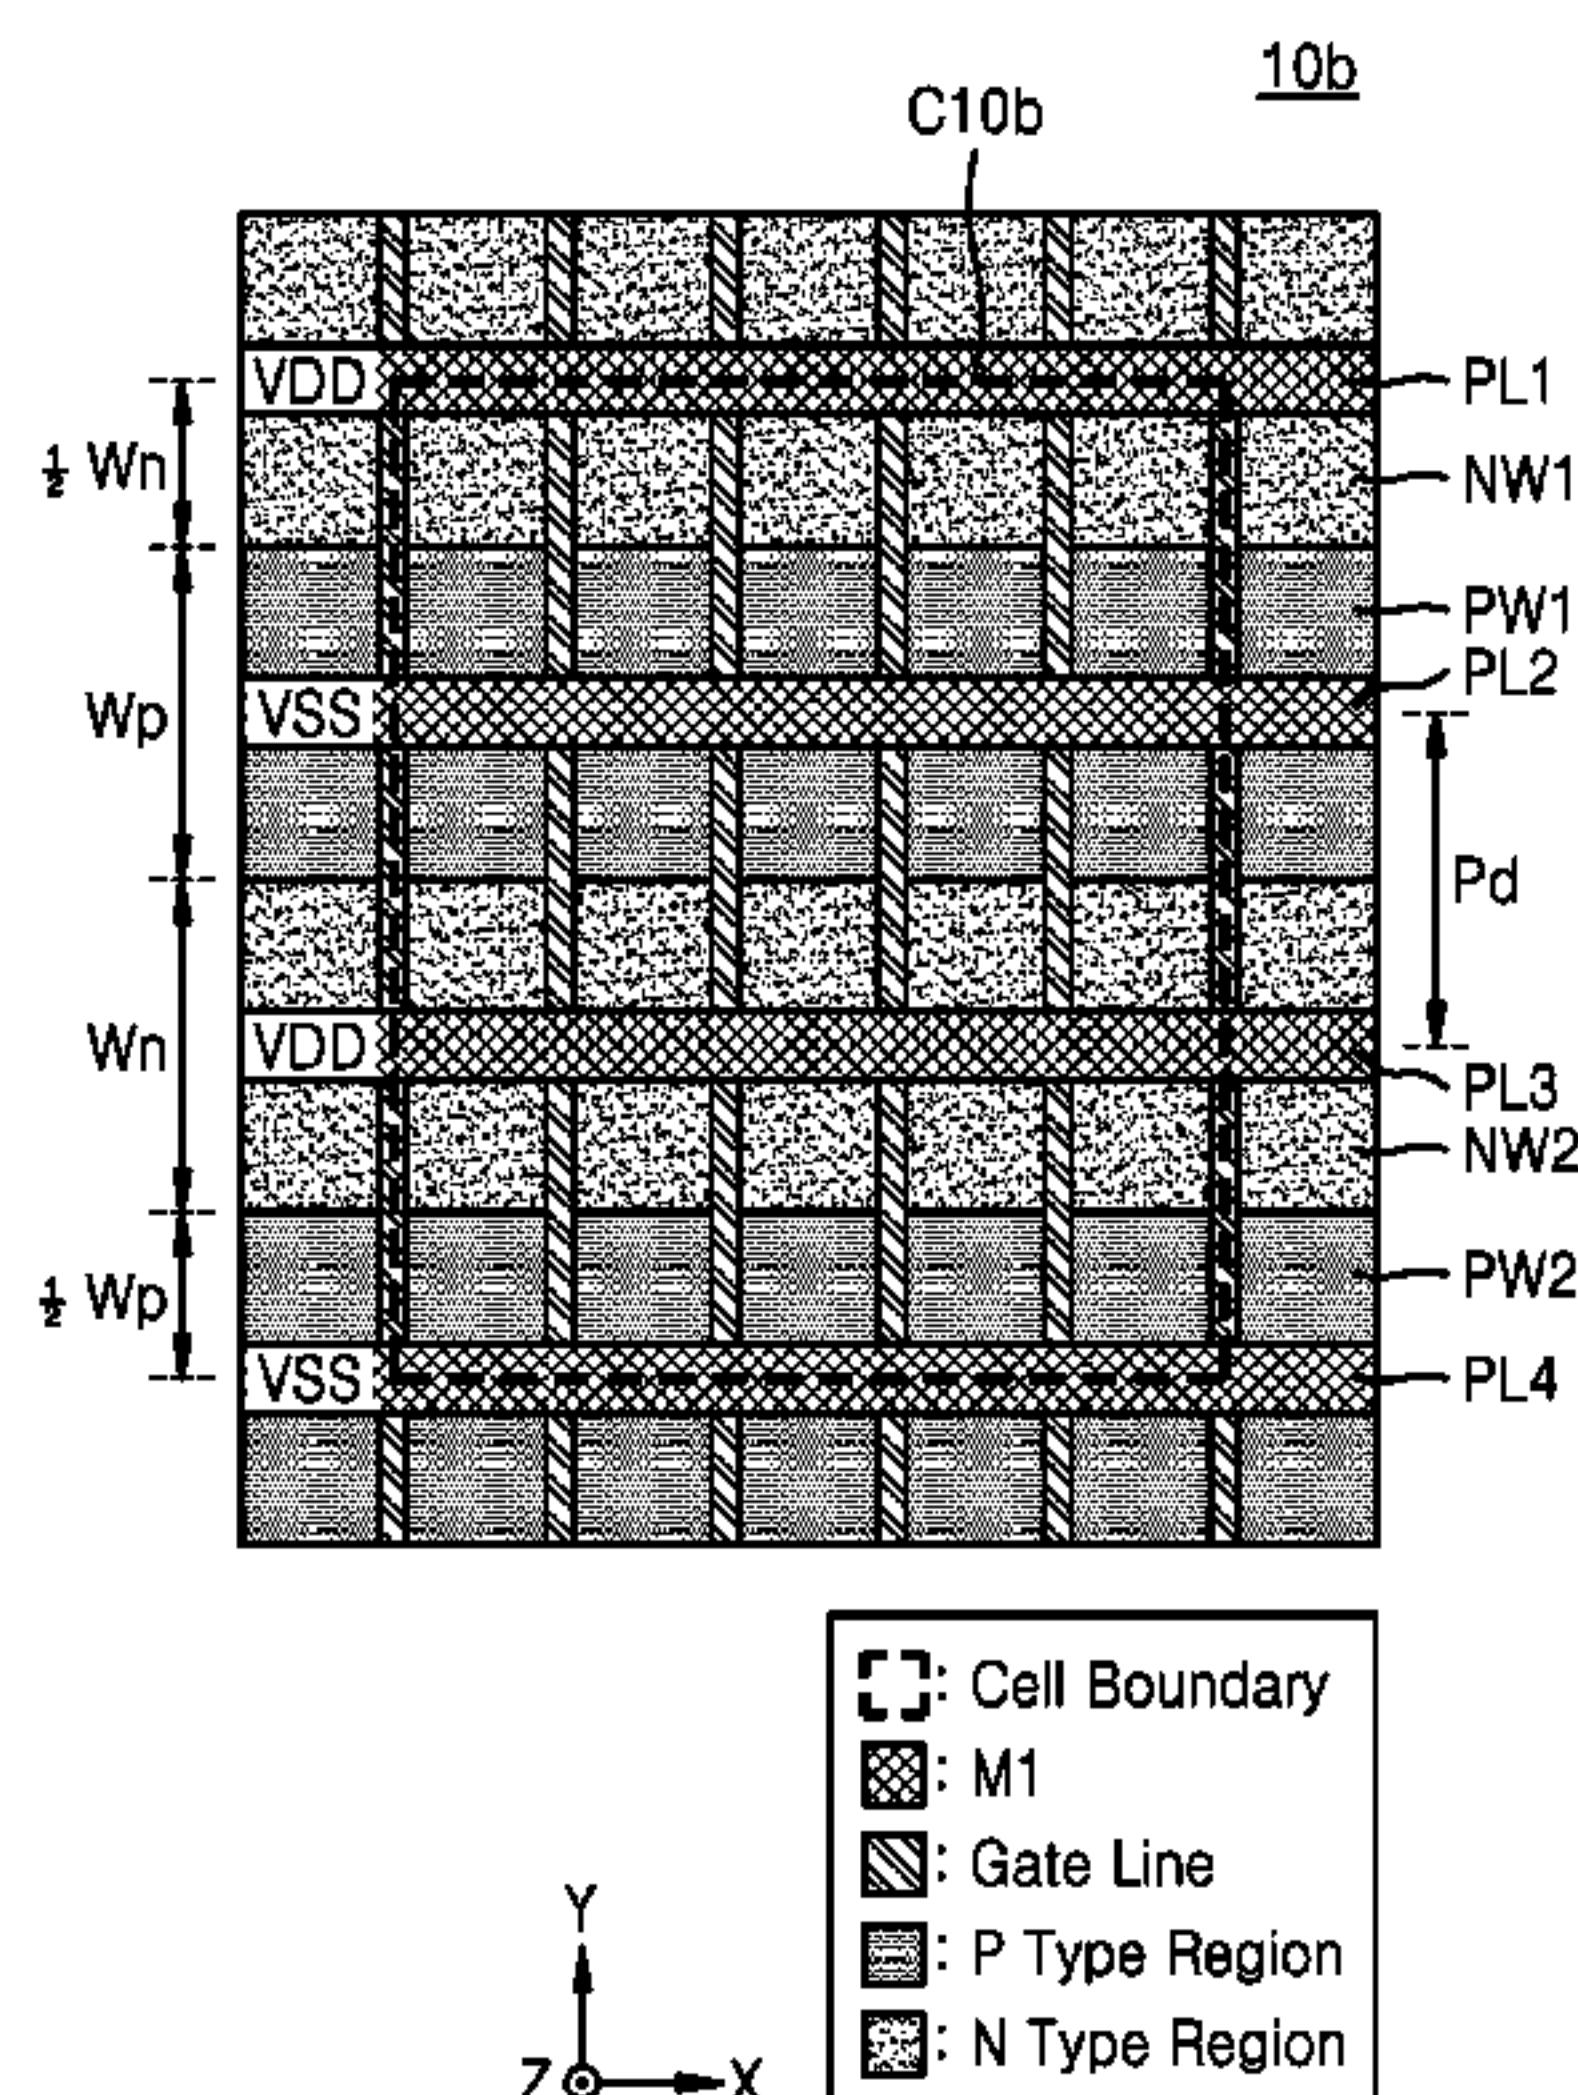 10b
C10b
VDD
PL1
½ Wn
NW1
PW1
PL2
Wp
VSS
Pd
Wn
VDD
PL3
NW2
½ Wp
PW2
VSS
PL4
: Cell Boundary
: M1
: Gate Line
: P Type Region
: N Type Region
Y
Z
X